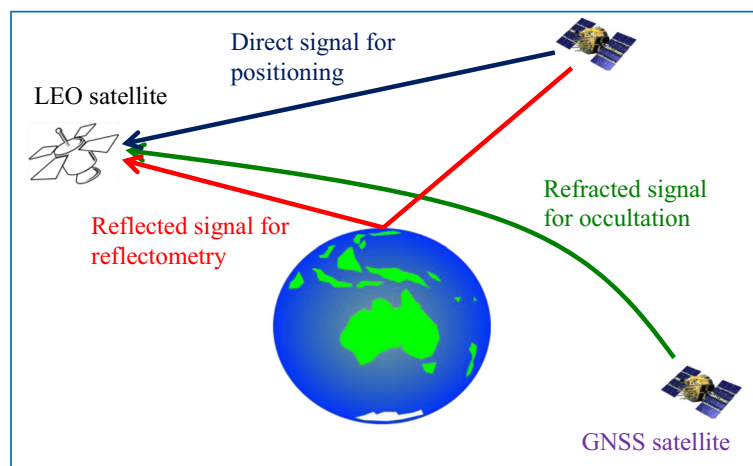 Direct signal for
positioning
LEO satellite
Refracted signal
for occultation
Reflected signal for
reflectometry
GNSS satellite